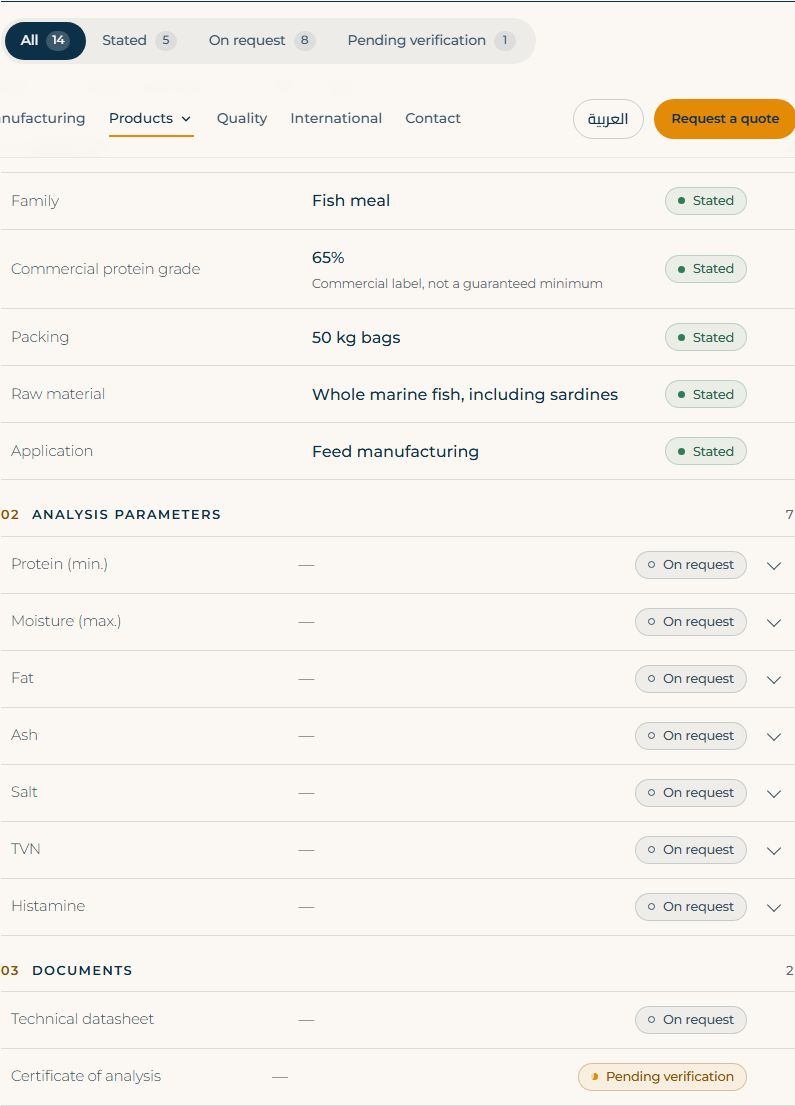 All 14 Stated 5 On request 8 Pending verification 1
nufacturing Products Quality International Contact العربية Request a quote
Family Fish meal Stated
Commercial protein grade 65% Stated
Commercial label, not a guaranteed minimum
Packing 50 kg bags Stated
Raw material Whole marine fish, including sardines Stated
Application Feed manufacturing Stated
02 ANALYSIS PARAMETERS 7
Protein (min.) — On request
Moisture (max.) — On request
Fat — On request
Ash — On request
Salt — On request
TVN — On request
Histamine — On request
03 DOCUMENTS 2
Technical datasheet — On request
Certificate of analysis — Pending verification